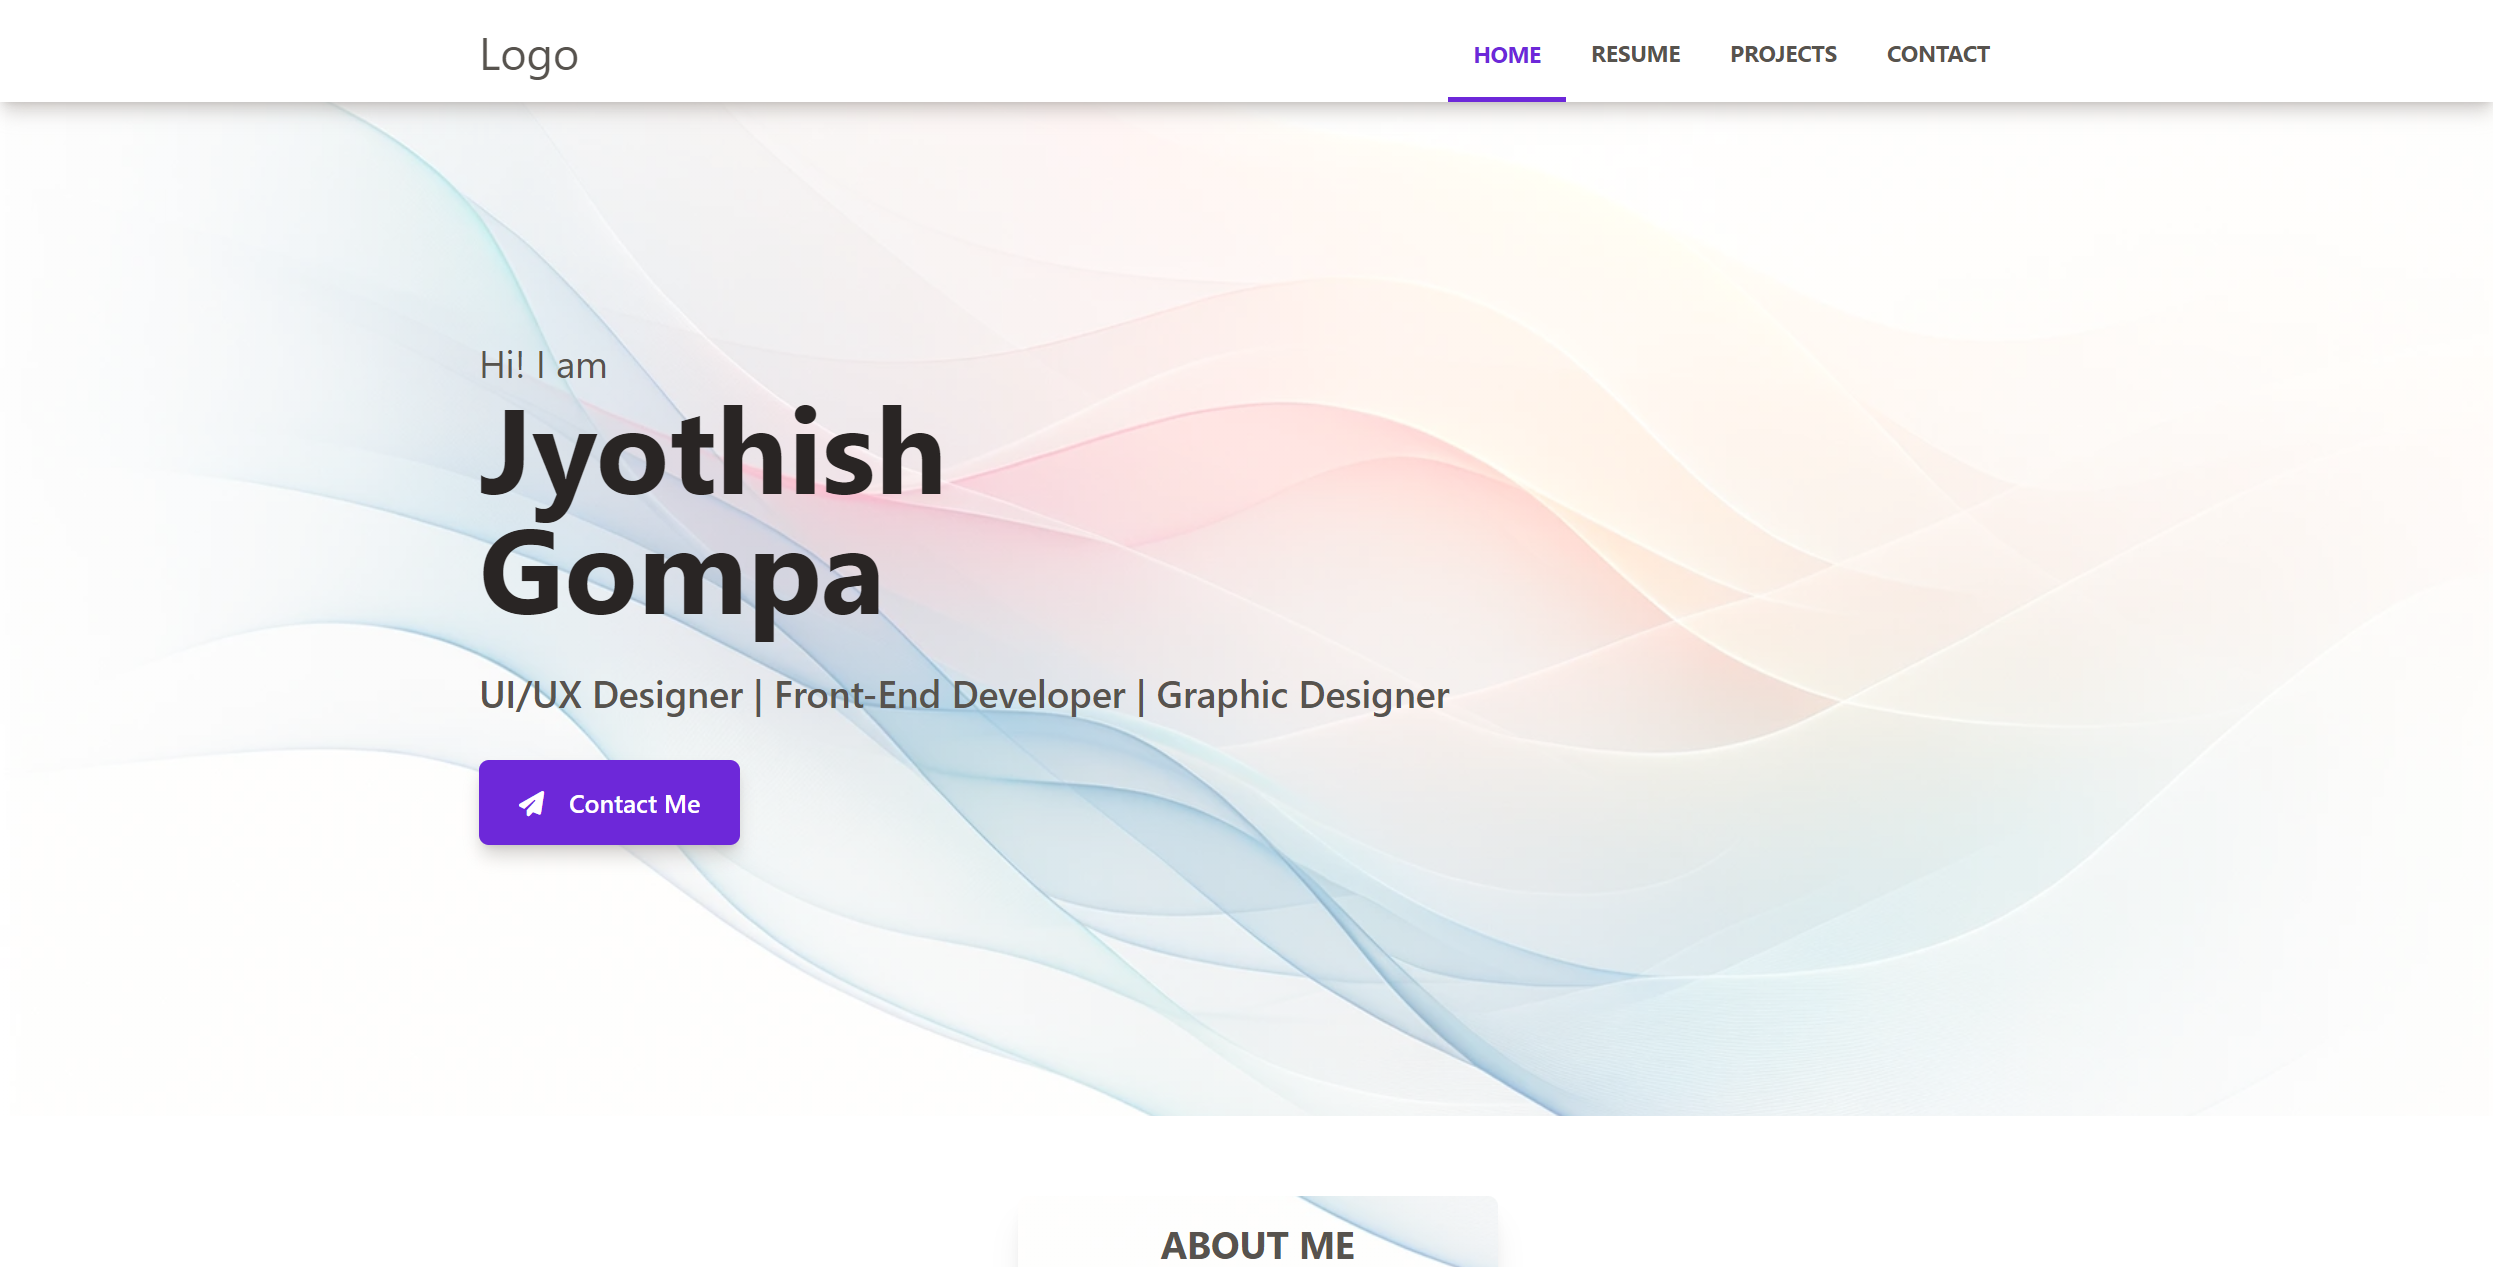 Logo
HOME RESUME PROJECTS CONTACT
Hi! I am
Jyothish
Gompa
UI/UX Designer | Front-End Developer | Graphic Designer
Contact Me
ABOUT ME